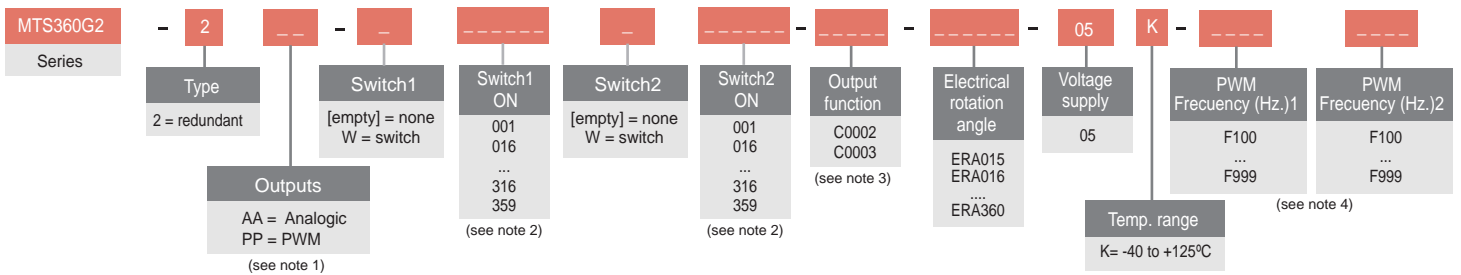 MTS360G2 - 2 _ _ - _ _ _ _ _ _ _ _ _ _ _ _ _ _ - _ _ _ _ _ - _ _ _ _ _ _ - 05 K - _ _ _ _ _ _ _ _
Series
Type
2 = redundant
Outputs
AA = Analogic
PP = PWM
(see note 1)
Switch1
[empty] = none
W = switch
Switch1
ON
001
016
...
316
359
(see note 2)
Switch2
[empty] = none
W = switch
Switch2
ON
001
016
...
316
359
(see note 2)
Output
function
C0002
C0003
(see note 3)
Electrical
rotation
angle
ERA015
ERA016
....
ERA360
Voltage
supply
05
Temp. range
K= -40 to +125ºC
PWM
Frecuency (Hz.)1
F100
...
F999
PWM
Frecuency (Hz.)2
F100
...
F999
(see note 4)